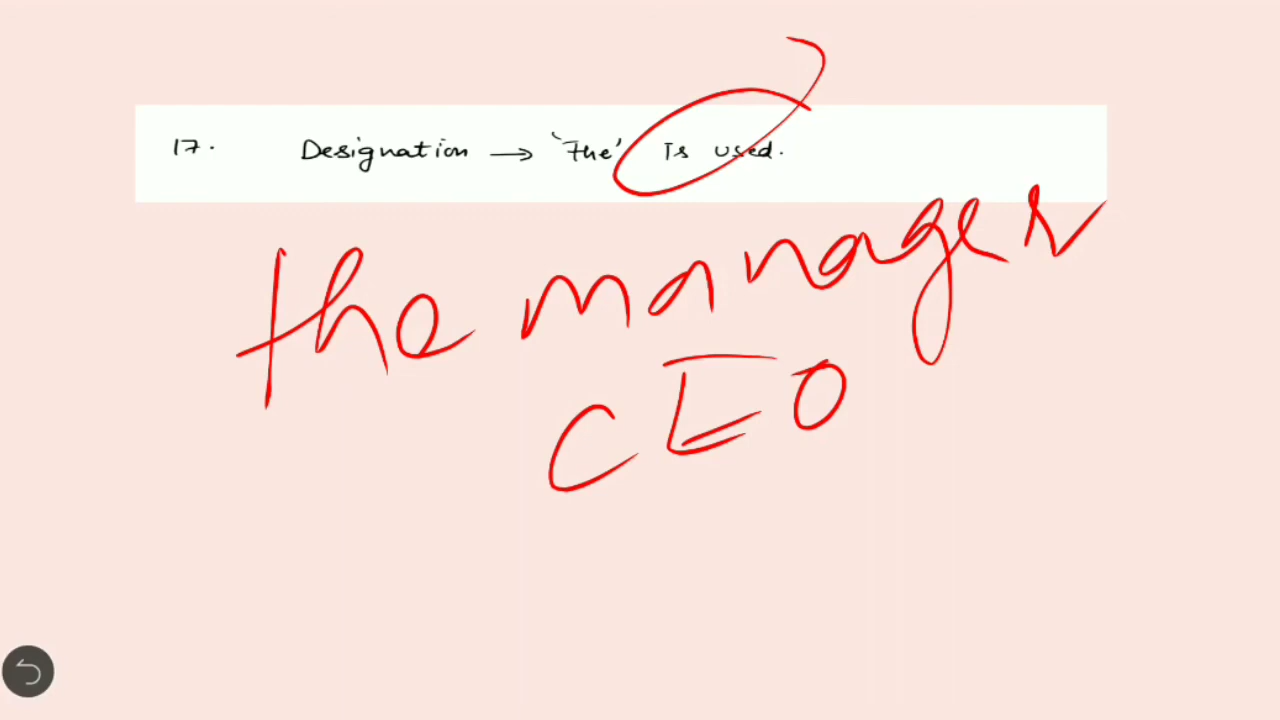 17. Designation → 'The' is used.
the manager
CEO